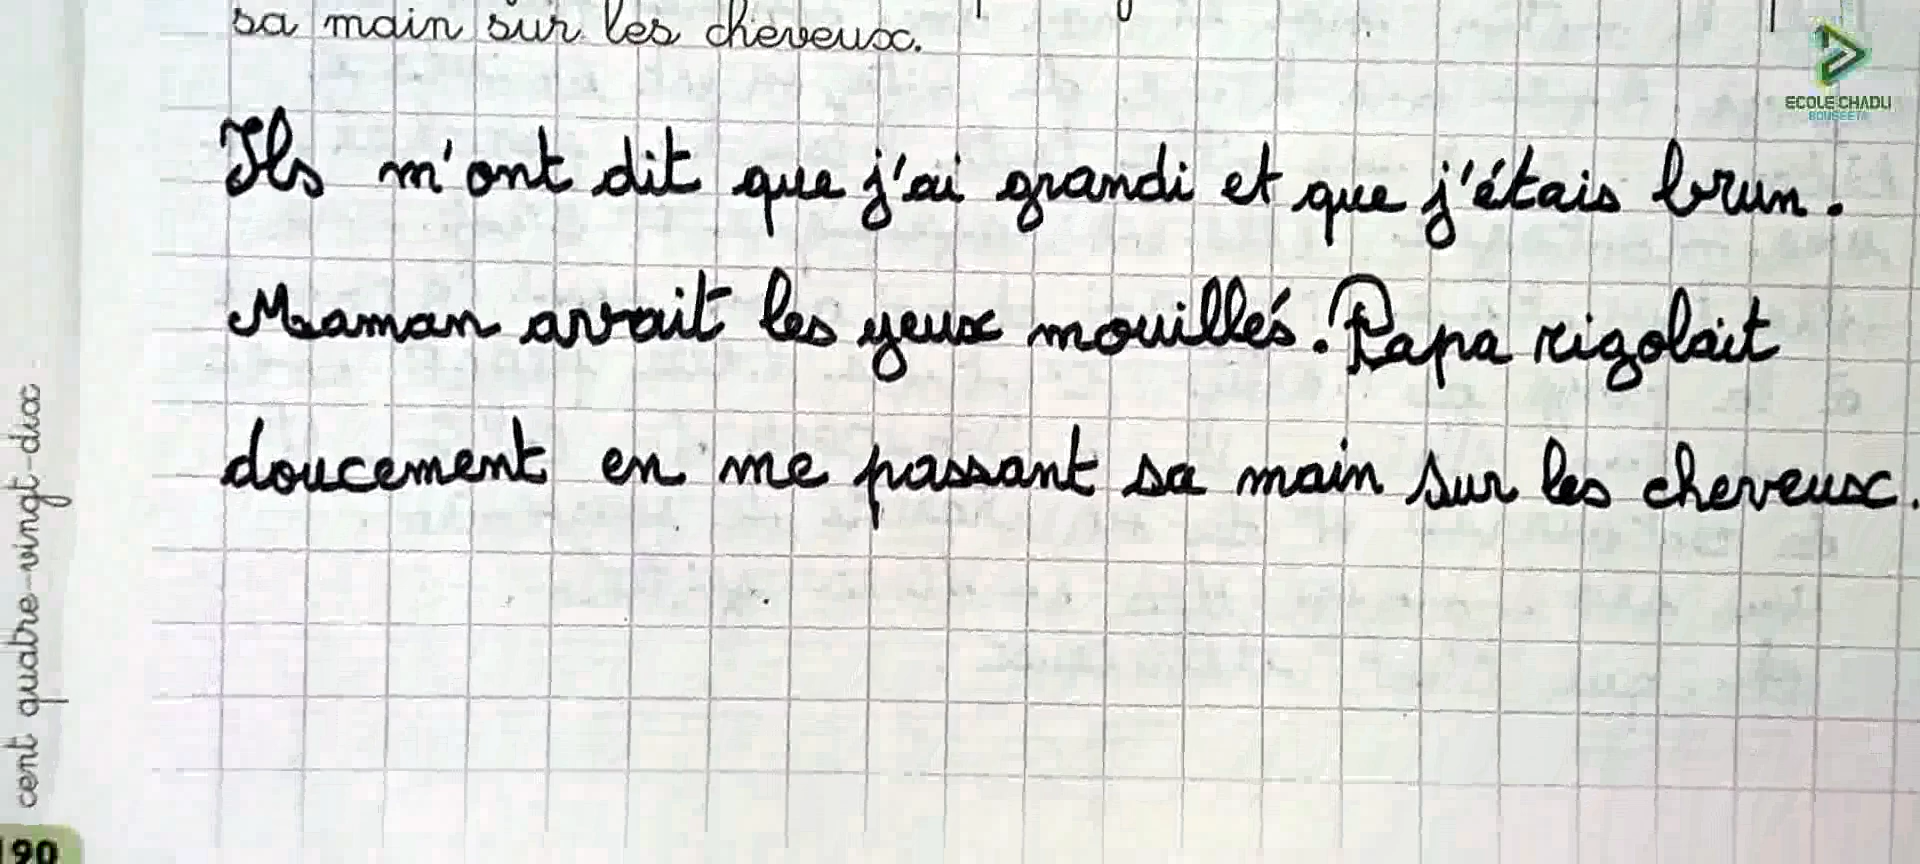 sa main sur les cheveux.
ECOLE CHADLI
BOUSEETA
Ils m'ont dit que j'ai grandi et que j'étais brun.
Maman avait les yeux mouillés. Papa rigolait
doucement en me passant sa main sur les cheveux.
cent quatre-vingt-dix
190